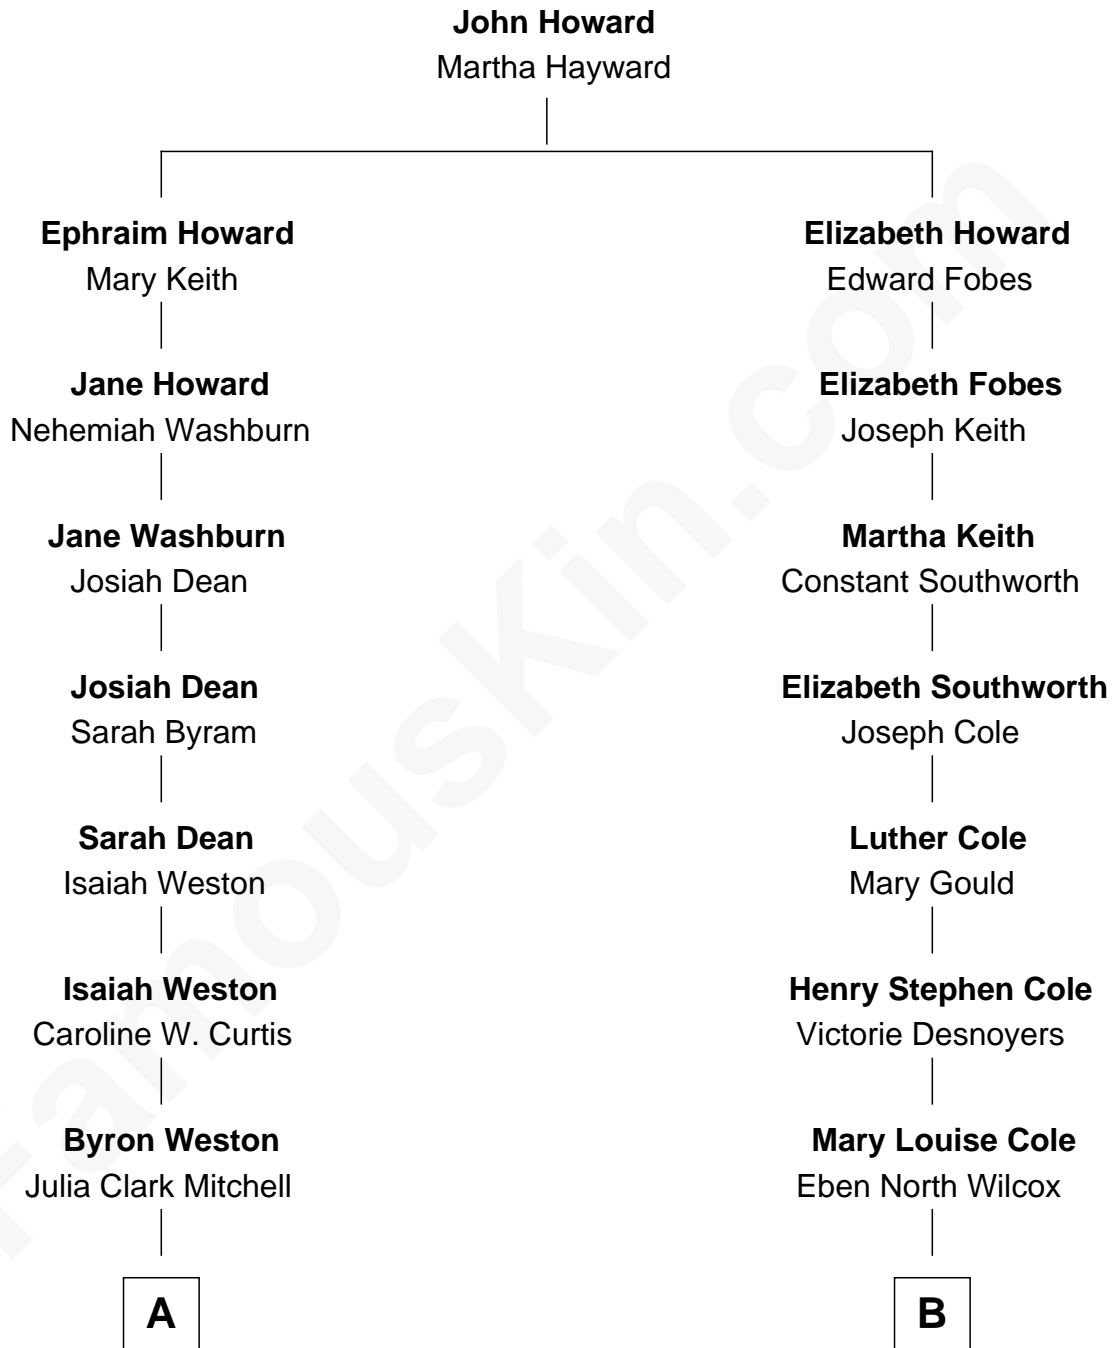 John Howard
Martha Hayward
Ephraim Howard
Mary Keith
Elizabeth Howard
Edward Fobes
Jane Howard
Nehemiah Washburn
Elizabeth Fobes
Joseph Keith
Jane Washburn
Josiah Dean
Martha Keith
Constant Southworth
Josiah Dean
Sarah Byram
Elizabeth Southworth
Joseph Cole
Sarah Dean
Isaiah Weston
Luther Cole
Mary Gould
Isaiah Weston
Caroline W. Curtis
Henry Stephen Cole
Victorie Desnoyers
Byron Weston
Julia Clark Mitchell
Mary Louise Cole
Eben North Wilcox
A
B
FamousKin.com